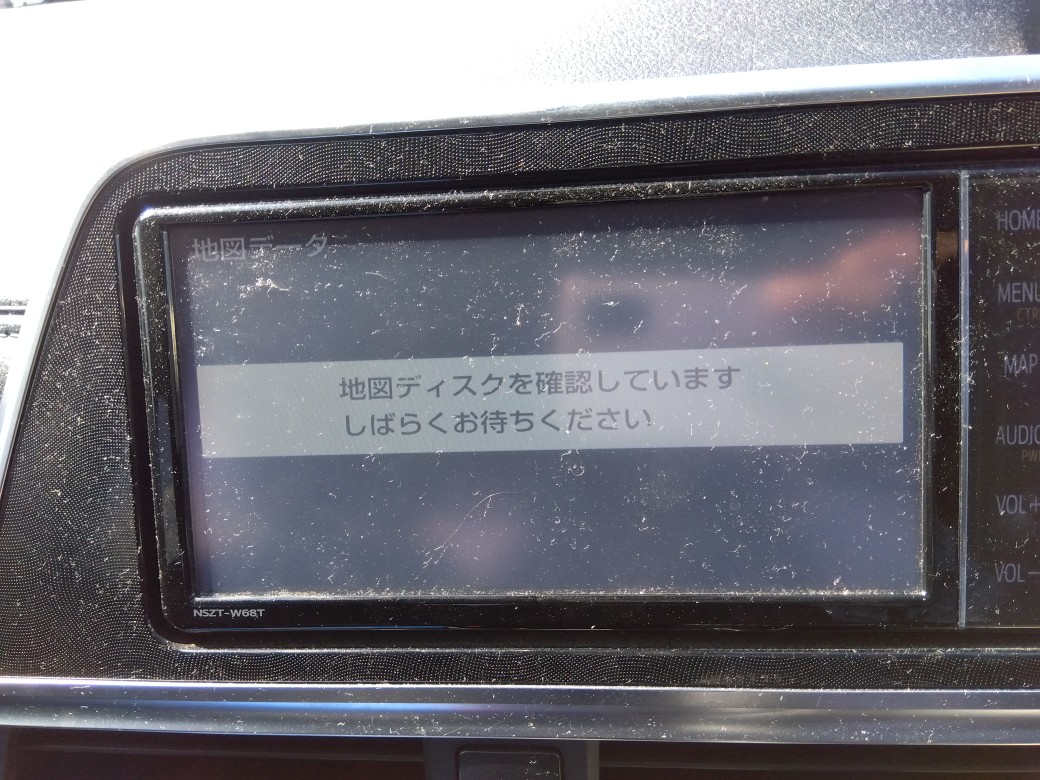 地図データ
地図ディスクを確認しています
しばらくお待ちください
NSZT-W68T
HOME
MENU
MAP
AUDIO
VOL+
VOL−